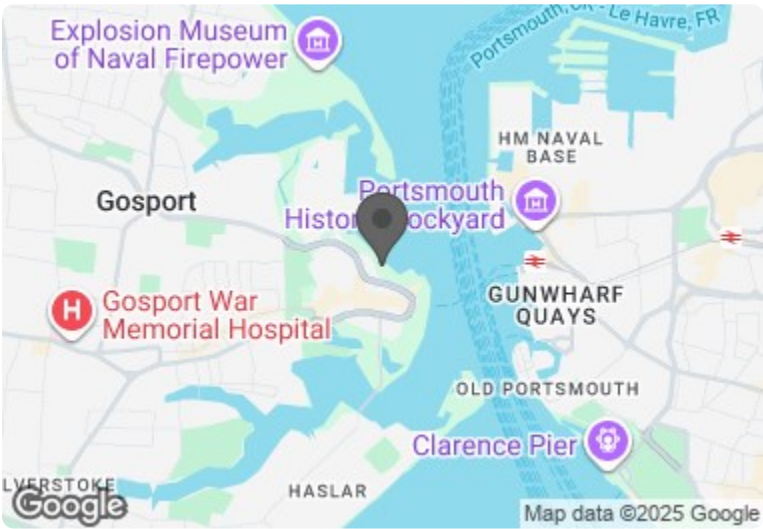 Explosion Museum
of Naval Firepower
Portsmouth, UK - Le Havre, FR
HM NAVAL
BASE
Gosport
Portsmouth
Historic Dockyard
Gosport War
Memorial Hospital
H
GUNWHARF
QUAYS
OLD PORTSMOUTH
Clarence Pier
LVERSTOKE
HASLAR
Google
Map data ©2025 Google